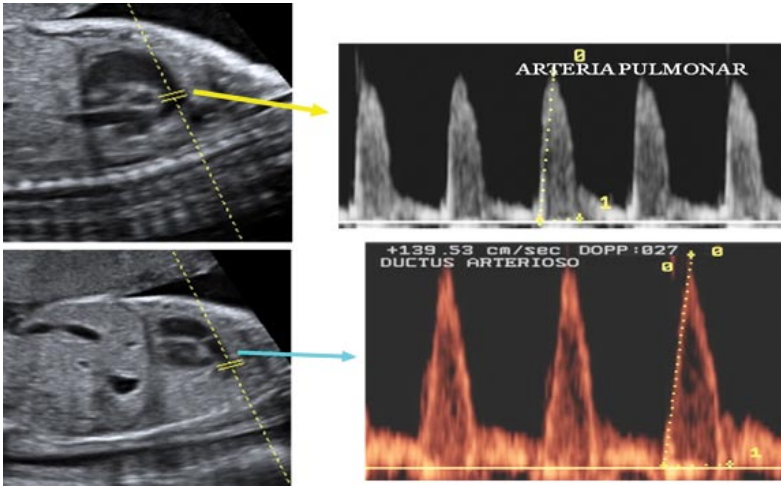 0
ARTERIA PULMONAR
1
+139.53 cm/sec DOPP:027
0
0
DUCTUS ARTERIOSO
1